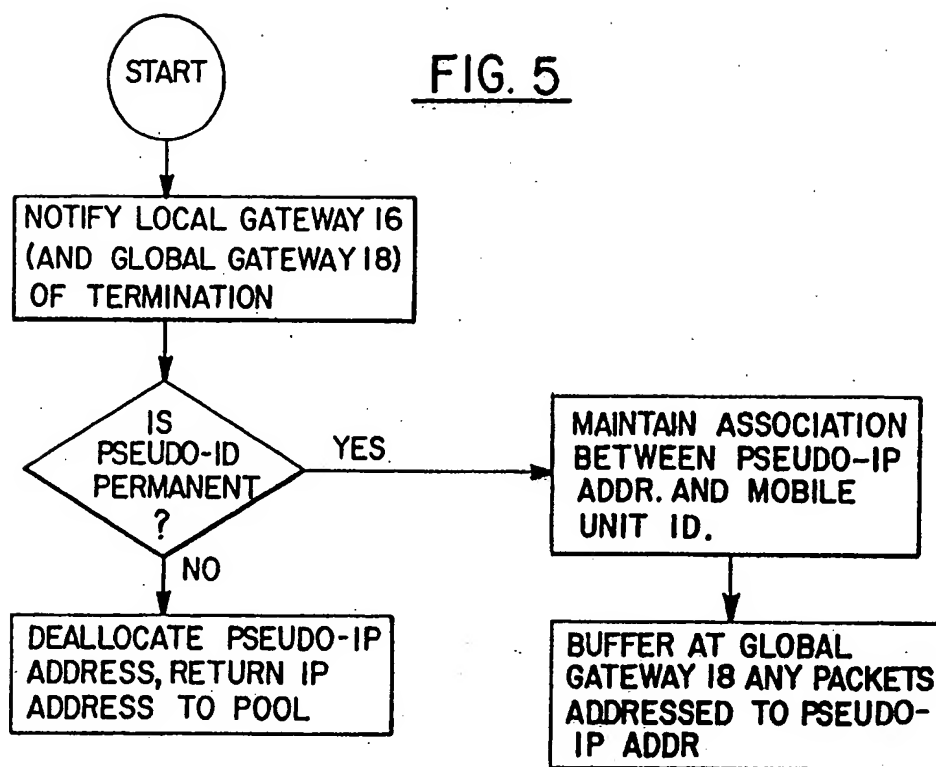 START
FIG. 5
NOTIFY LOCAL GATEWAY 16
(AND GLOBAL GATEWAY 18)
OF TERMINATION
IS
PSEUDO-ID
PERMANENT
?
YES
NO
MAINTAIN ASSOCIATION
BETWEEN PSEUDO-IP
ADDR. AND MOBILE
UNIT ID.
DEALLOCATE PSEUDO-IP
ADDRESS, RETURN IP
ADDRESS TO POOL
BUFFER AT GLOBAL
GATEWAY 18 ANY PACKETS
ADDRESSED TO PSEUDO-
IP ADDR